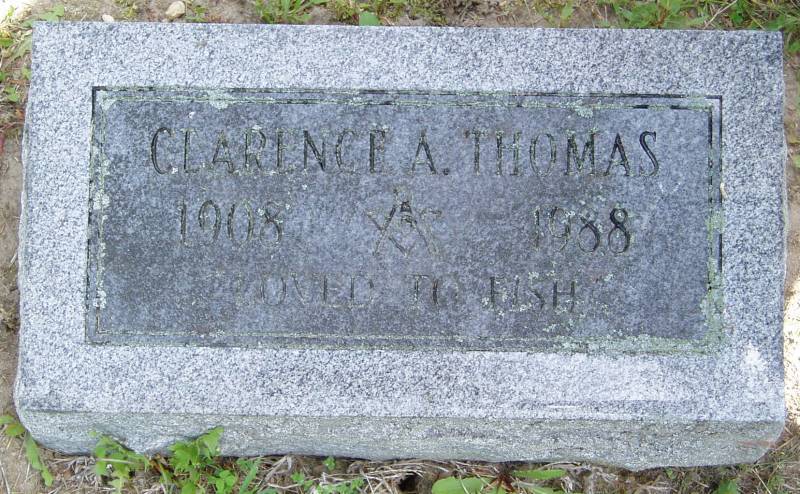 CLARENCE A. THOMAS
1908 1988
"LOVED TO FISH"